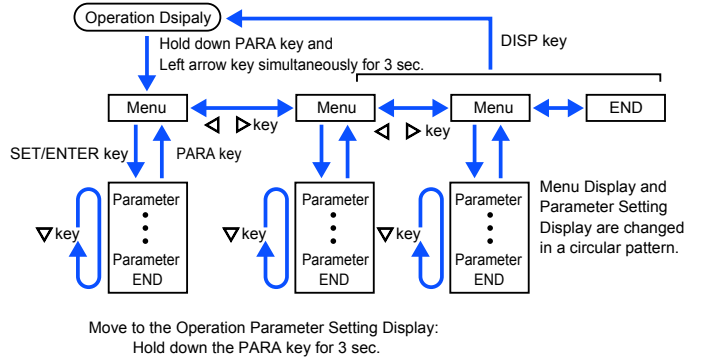 Operation Dsipaly
DISP key
Hold down PARA key and
Left arrow key simultaneously for 3 sec.
Menu
Menu
Menu
END
key
key
SET/ENTER key
PARA key
Parameter
Parameter
END
key
Parameter
Parameter
END
key
Parameter
Parameter
END
key
Menu Display and
Parameter Setting
Display are changed
in a circular pattern.
Move to the Operation Parameter Setting Display:
Hold down the PARA key for 3 sec.